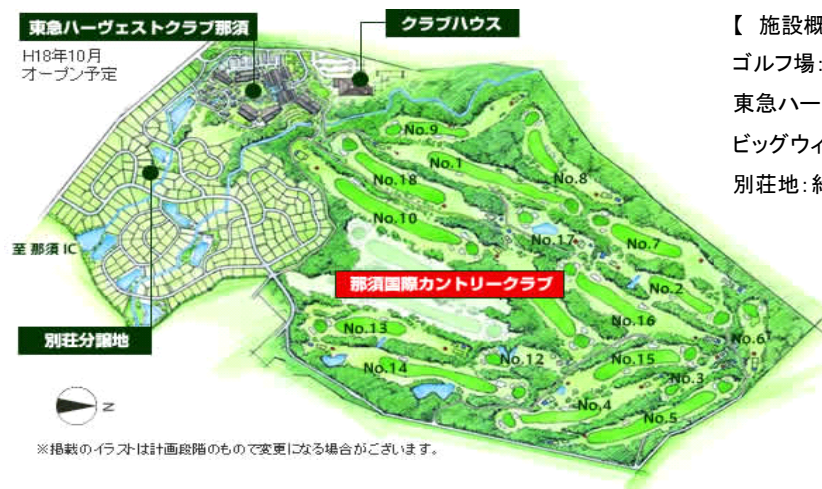 東急ハーヴェストクラブ那須
H18年10月
オープン予定
クラブハウス
【 施設概
ゴルフ場:
東急ハー
ビッグウィ
別荘地:総
No.9
No.1
No.18
No.8
No.10
No.17
No.7
至 那須 IC
那須国際カントリークラブ
No.2
No.16
別荘分譲地
No.13
No.6
No.12
No.15
No.14
No.3
No.4
No.5
N
※掲載のイラストは計画段階のもので変更になる場合がございます。